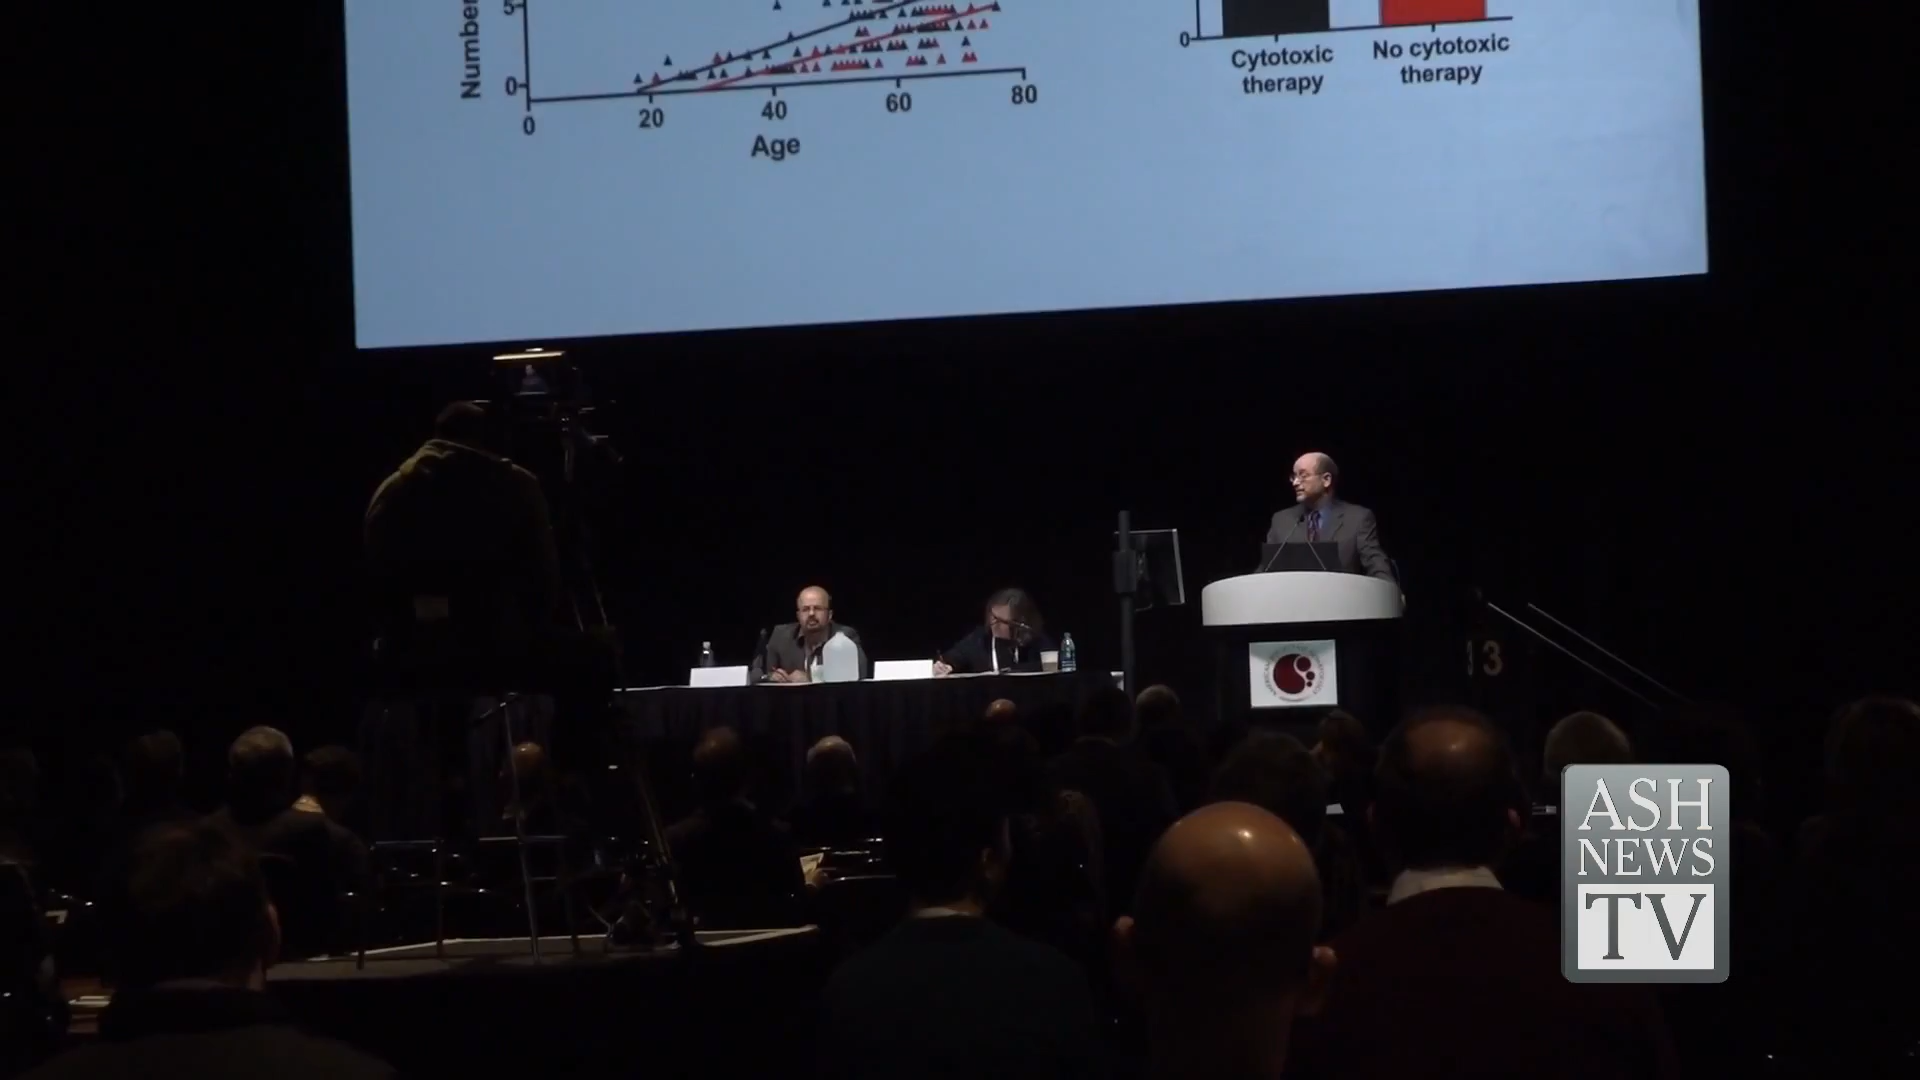 Number
5
0
0
20
40
60
80
Age
0
Cytotoxic
therapy
No cytotoxic
therapy
13
ASH
NEWS
TV